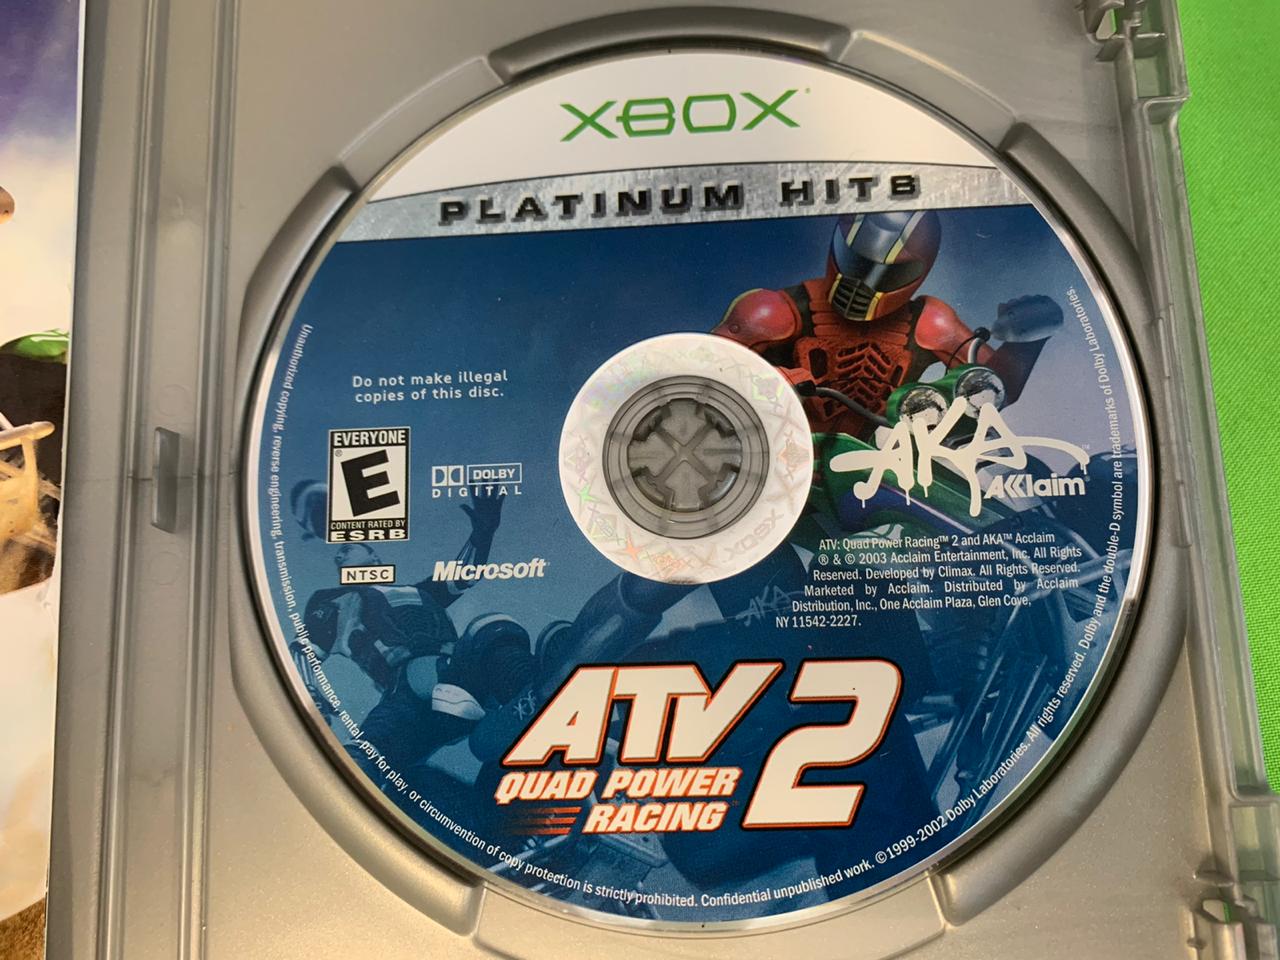 XBOX
PLATINUM HITS
Do not make illegal
copies of this disc.
EVERYONE
E
CONTENT RATED BY
ESRB
DOLBY
DIGITAL
NTSC
Microsoft
AKA™
AKKlaim
ATV: Quad Power Racing™ 2 and AKA™ Acclaim
® & © 2003 Acclaim Entertainment, Inc. All Rights
Reserved. Developed by Climax. All Rights Reserved.
Marketed by Acclaim. Distributed by Acclaim
Distribution, Inc., One Acclaim Plaza, Glen Cove,
NY 11542-2227.
ATV 2
QUAD POWER
RACING
Unauthorized copying, reverse engineering, transmission, public performance, rental, pay for play, or circumvention of copy protection is strictly prohibited. Confidential unpublished work. ©1999-2002 Dolby Laboratories. All rights reserved. Dolby and the double-D symbol are trademarks of Dolby Laboratories.
XBOX
AKA